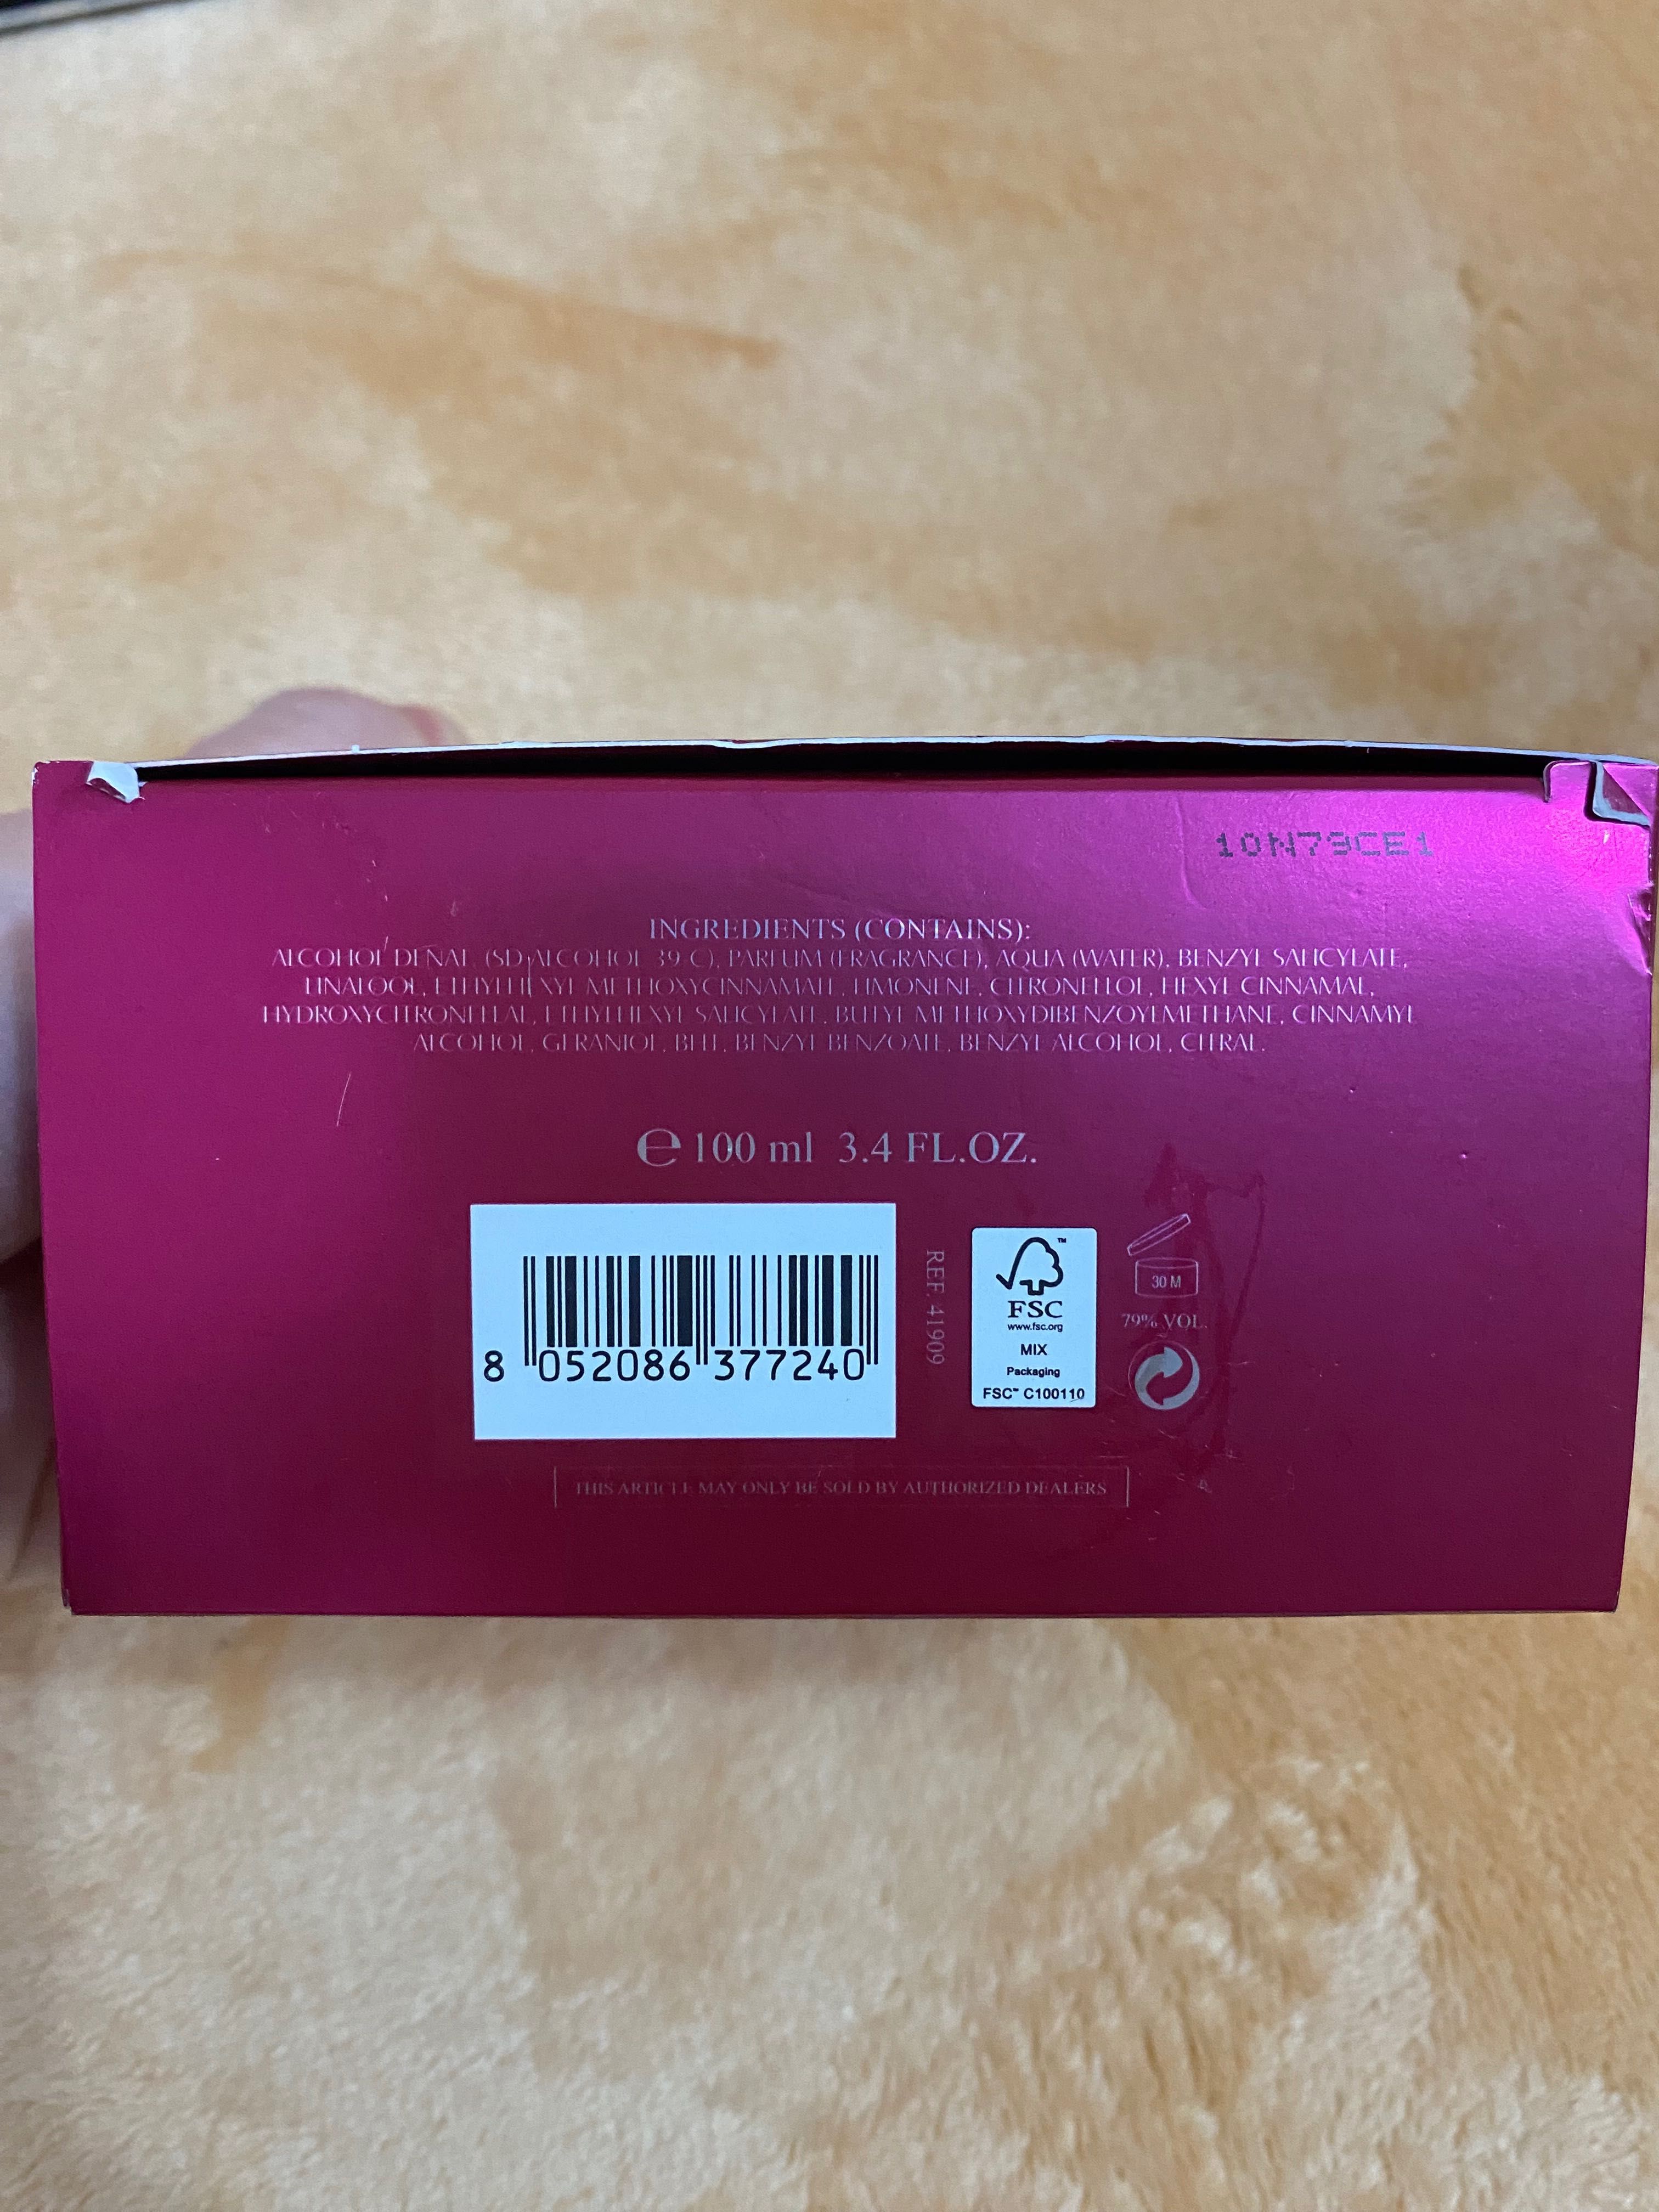 10N79CE1
INGREDIENTS (CONTAINS):
ALCOHOL DENAT. (SD ALCOHOL 39-C), PARFUM (FRAGRANCE), AQUA (WATER), BENZYL SALICYLATE,
LINALOOL, ETHYLHEXYL METHOXYCINNAMATE, LIMONENE, CITRONELLOL, HEXYL CINNAMAL,
HYDROXYCITRONELLAL, ETHYLHEXYL SALICYLATE, BUTYL METHOXYDIBENZOYLMETHANE, CINNAMYL
ALCOHOL, GERANIOL, BHT, BENZYL BENZOATE, BENZYL ALCOHOL, CITRAL.
℮ 100 ml 3.4 FL.OZ.
8 052086 377240
REF. 41909
FSC™
www.fsc.org
MIX
Packaging
FSC™ C100110
30 M
79% VOL.
THIS ARTICLE MAY ONLY BE SOLD BY AUTHORIZED DEALERS